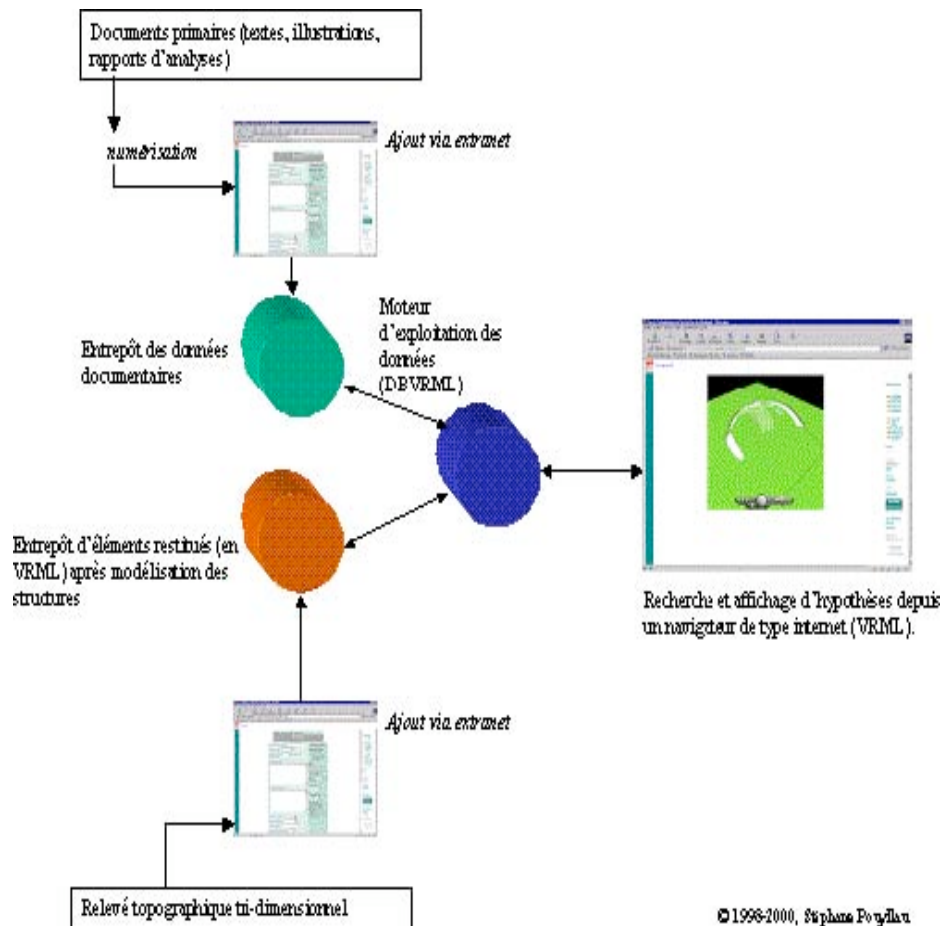 Documents primaires (textes, illustrations,
rapports d'analyses)
numérisation
Ajout via extranet
Entrepôt des données
documentaires
Moteur
d'exploitation des
données
(DBVRML)
Entrepôt d'éléments restitués (en
VRML) après modélisation des
structures
Recherche et affichage d'hypothèses depuis
un navigateur de type internet (VRML).
Ajout via extranet
Relevé topographique tri-dimensionnel
© 1998-2000, Stéphane